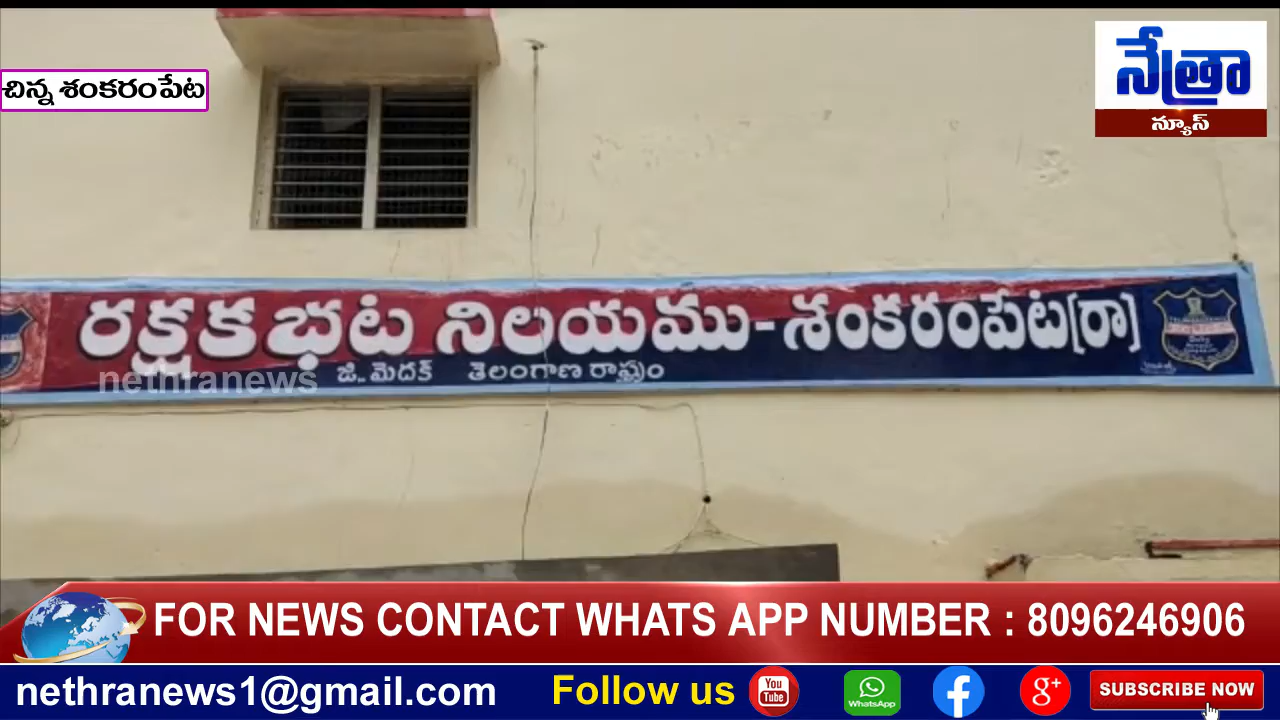 చిన్న శంకరంపేట
నేత్రా
న్యూస్
రక్షకభట నిలయము-శంకరంపేట(రా)
జి.. మెదక్ తెలంగాణ రాష్ట్రం
nethranews
FOR NEWS CONTACT WHATS APP NUMBER : 8096246906
nethranews1@gmail.com Follow us You Tube WhatsApp f g+ SUBSCRIBE NOW